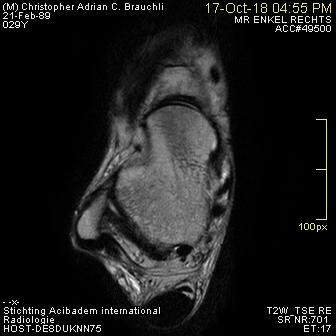 (M) Christopher Adrian C. Brauchli
21-Feb-89
029Y
17-Oct-18 04:55 PM
MR ENKEL RECHTS
ACC#49500
100px
--x-
Stichting Acibadem international
Radiologie
HOST-DE8DUKNN75
T2W_TSE RE
SR NR:701
ET:17